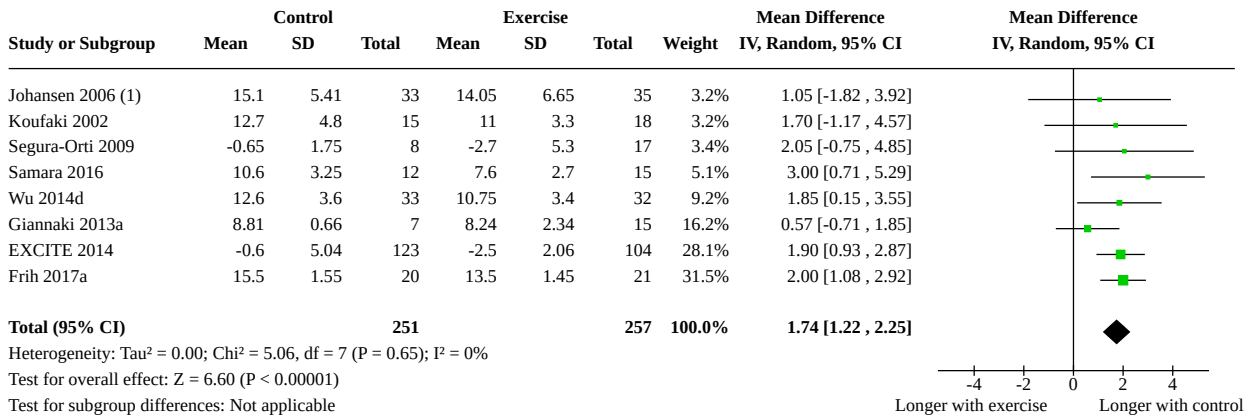 Control Exercise Mean Difference Mean Difference
Study or Subgroup Mean SD Total Mean SD Total Weight IV, Random, 95% CI IV, Random, 95% CI
Johansen 2006 (1) 15.1 5.41 33 14.05 6.65 35 3.2% 1.05 [-1.82 , 3.92]
Koufaki 2002 12.7 4.8 15 11 3.3 18 3.2% 1.70 [-1.17 , 4.57]
Segura-Orti 2009 -0.65 1.75 8 -2.7 5.3 17 3.4% 2.05 [-0.75 , 4.85]
Samara 2016 10.6 3.25 12 7.6 2.7 15 5.1% 3.00 [0.71 , 5.29]
Wu 2014d 12.6 3.6 33 10.75 3.4 32 9.2% 1.85 [0.15 , 3.55]
Giannaki 2013a 8.81 0.66 7 8.24 2.34 15 16.2% 0.57 [-0.71 , 1.85]
EXCITE 2014 -0.6 5.04 123 -2.5 2.06 104 28.1% 1.90 [0.93 , 2.87]
Frih 2017a 15.5 1.55 20 13.5 1.45 21 31.5% 2.00 [1.08 , 2.92]
Total (95% CI) 251 257 100.0% 1.74 [1.22 , 2.25]
Heterogeneity: Tau² = 0.00; Chi² = 5.06, df = 7 (P = 0.65); I² = 0%
Test for overall effect: Z = 6.60 (P < 0.00001)
-4 -2 0 2 4
Test for subgroup differences: Not applicable
Longer with exercise Longer with control